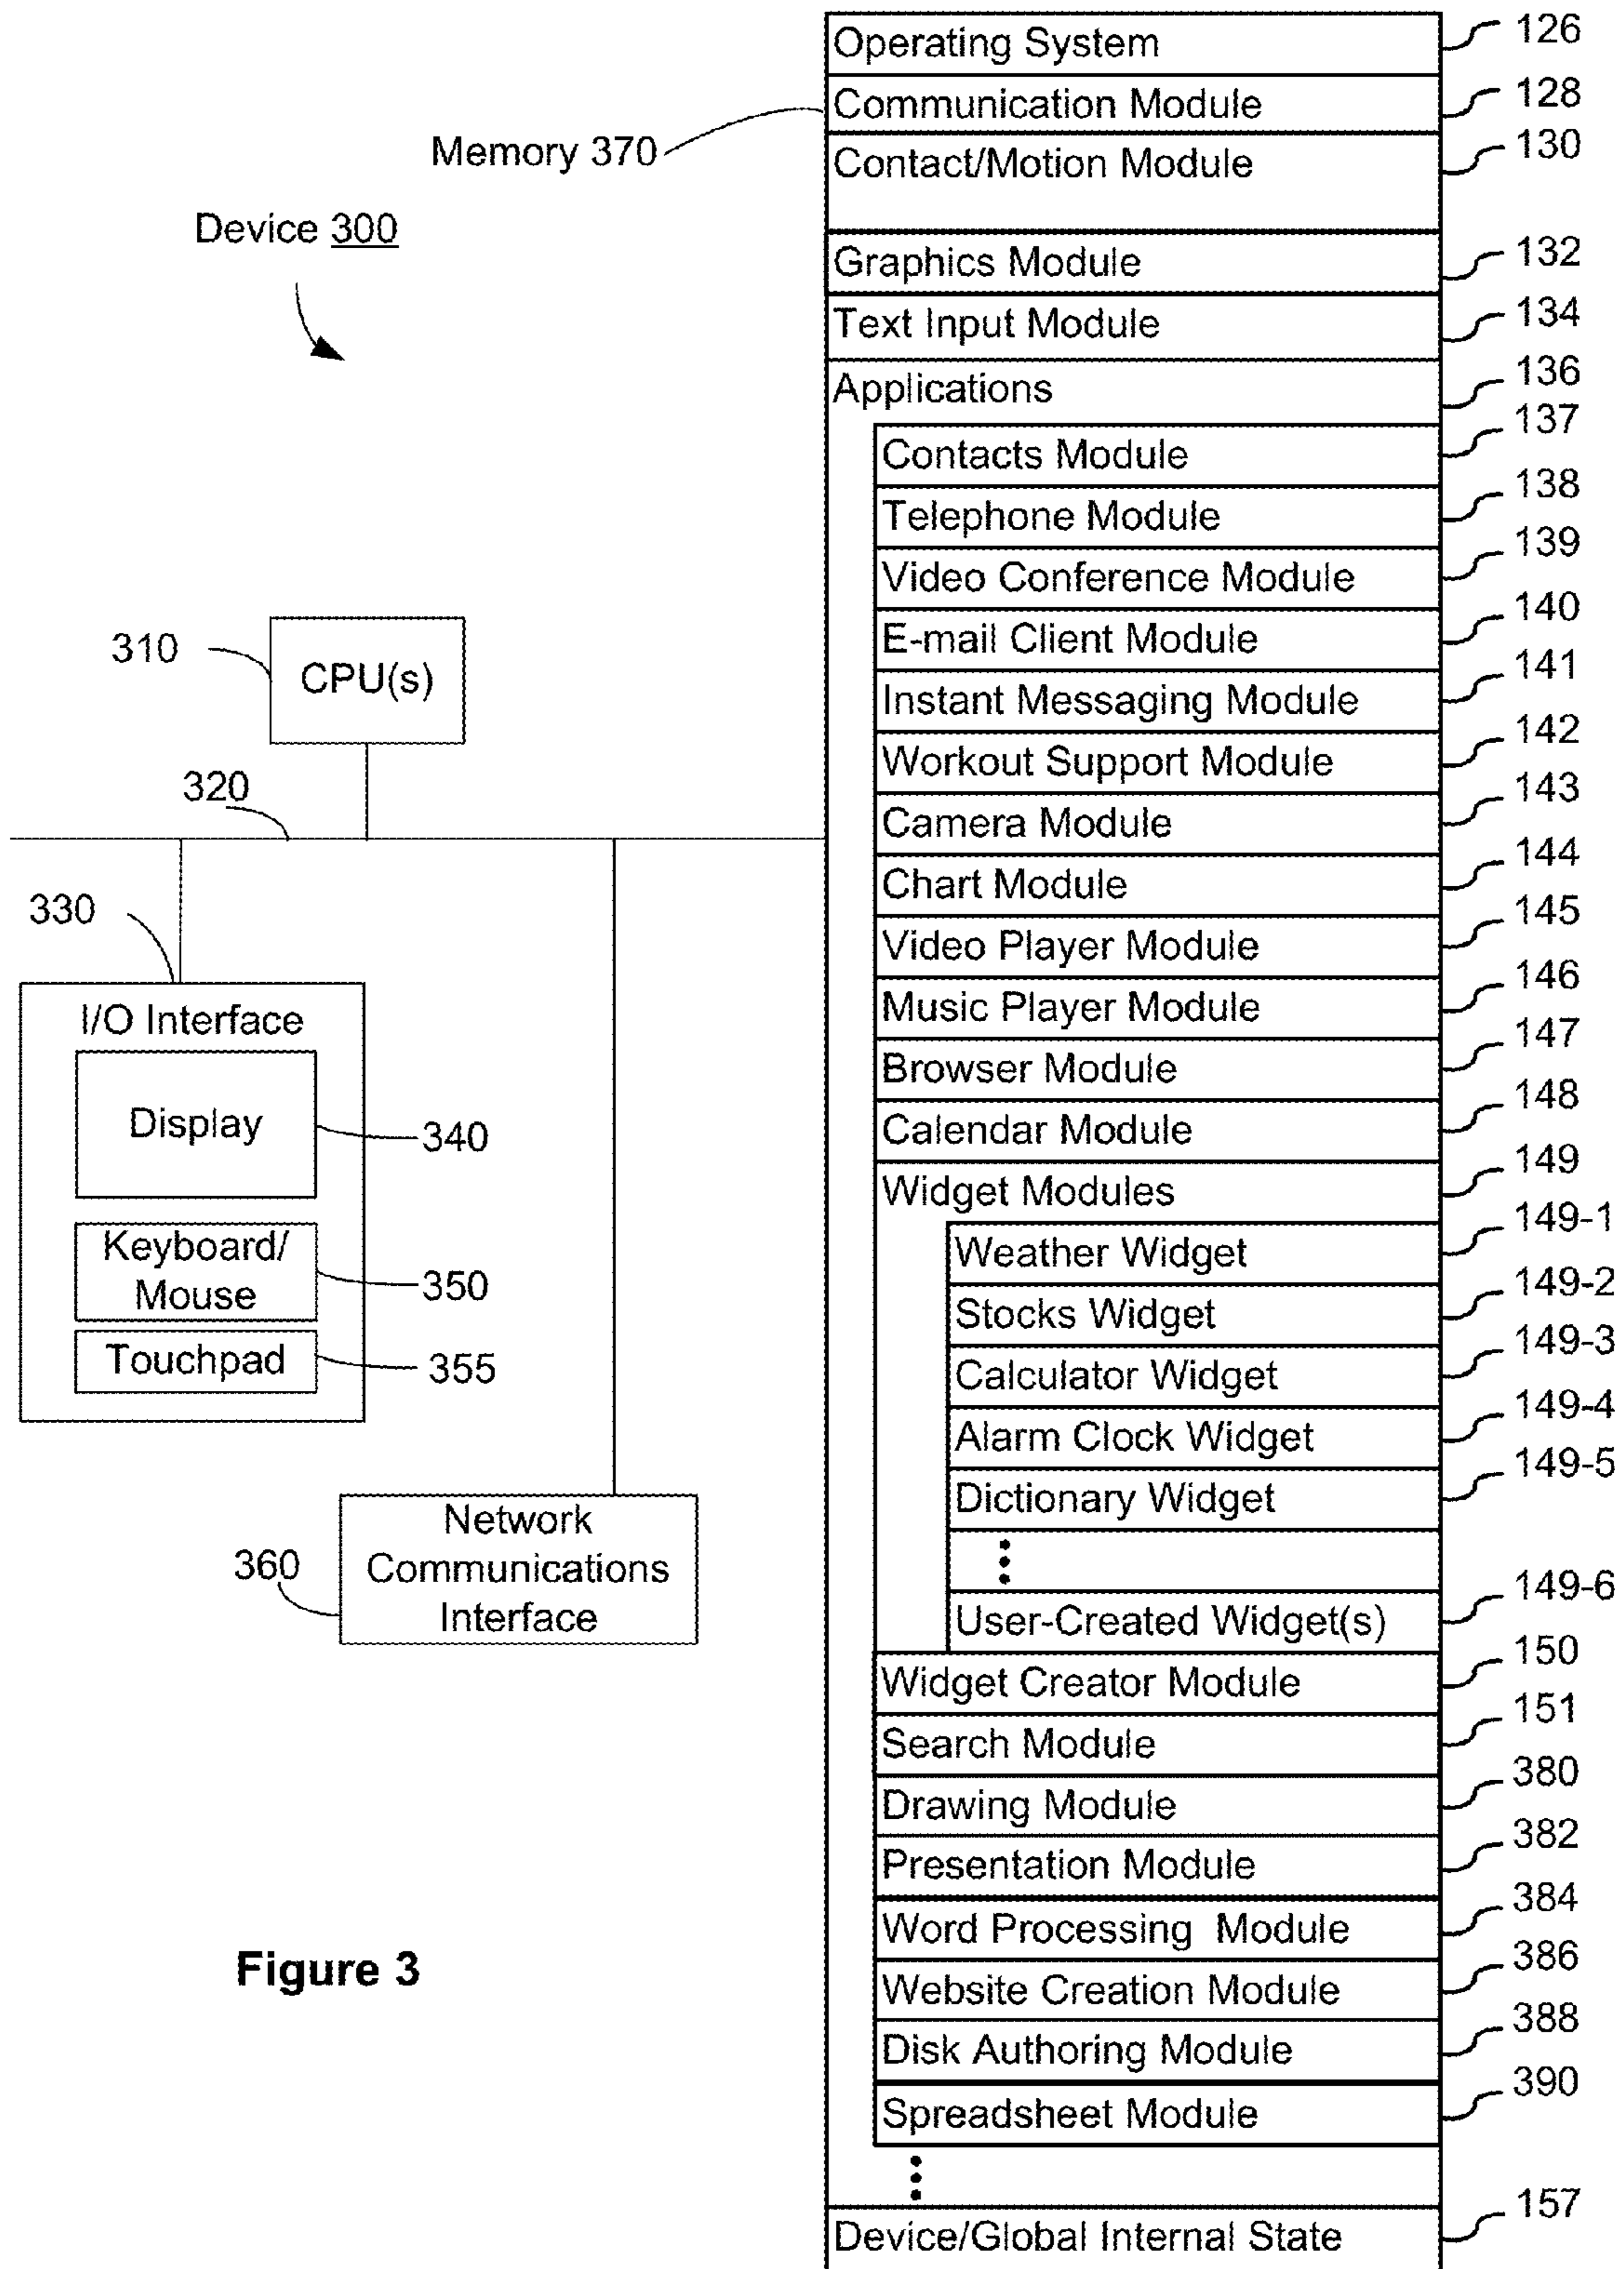 Memory 370
Device 300
310
CPU(s)
320
330
I/O Interface
Display
340
Keyboard/
Mouse
350
Touchpad
355
Network
Communications
Interface
360
Figure 3
Operating System 126
Communication Module 128
Contact/Motion Module 130
Graphics Module 132
Text Input Module 134
Applications 136
Contacts Module 137
Telephone Module 138
Video Conference Module 139
E-mail Client Module 140
Instant Messaging Module 141
Workout Support Module 142
Camera Module 143
Chart Module 144
Video Player Module 145
Music Player Module 146
Browser Module 147
Calendar Module 148
Widget Modules 149
Weather Widget 149-1
Stocks Widget 149-2
Calculator Widget 149-3
Alarm Clock Widget 149-4
Dictionary Widget 149-5
User-Created Widget(s) 149-6
Widget Creator Module 150
Search Module 151
Drawing Module 380
Presentation Module 382
Word Processing Module 384
Website Creation Module 386
Disk Authoring Module 388
Spreadsheet Module 390
Device/Global Internal State 157